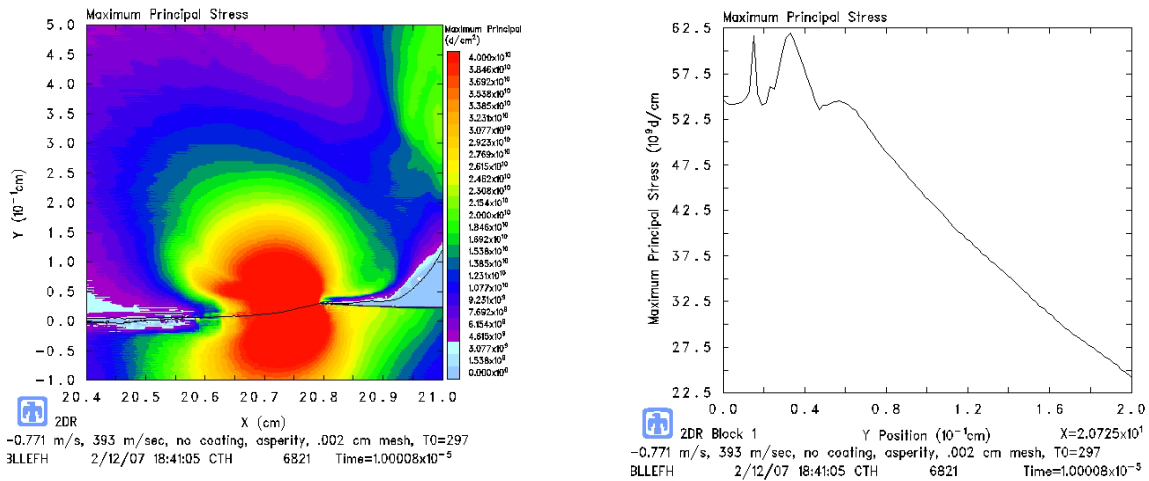 Maximum Principal Stress
Maximum Principal
(d/cm²)
4.000x10¹⁰
3.846x10¹⁰
3.692x10¹⁰
3.538x10¹⁰
3.385x10¹⁰
3.231x10¹⁰
3.077x10¹⁰
2.923x10¹⁰
2.769x10¹⁰
2.615x10¹⁰
2.462x10¹⁰
2.308x10¹⁰
2.154x10¹⁰
2.000x10¹⁰
1.846x10¹⁰
1.692x10¹⁰
1.538x10¹⁰
1.385x10¹⁰
1.231x10¹⁰
1.077x10¹⁰
9.231x10⁹
7.692x10⁹
6.154x10⁹
4.615x10⁹
3.077x10⁹
1.538x10⁹
0.000x10⁰
5.0
4.5
4.0
3.5
3.0
2.5
2.0
1.5
1.0
0.5
0.0
-0.5
-1.0
Y (10⁻¹cm)
20.4 20.5 20.6 20.7 20.8 20.9 21.0
2DR X (cm)
-0.771 m/s, 393 m/sec, no coating, asperity, .002 cm mesh, T0=297
BLLEFH 2/12/07 18:41:05 CTH 6821 Time=1.00008x10⁻⁵
Maximum Principal Stress
62.5
57.5
52.5
47.5
42.5
37.5
32.5
27.5
22.5
Maximum Principal Stress (10⁹d/cm)
0.0 0.4 0.8 1.2 1.6 2.0
2DR Block 1 Y Position (10⁻¹cm) X=2.0725x10¹
-0.771 m/s, 393 m/sec, no coating, asperity, .002 cm mesh, T0=297
BLLEFH 2/12/07 18:41:05 CTH 6821 Time=1.00008x10⁻⁵